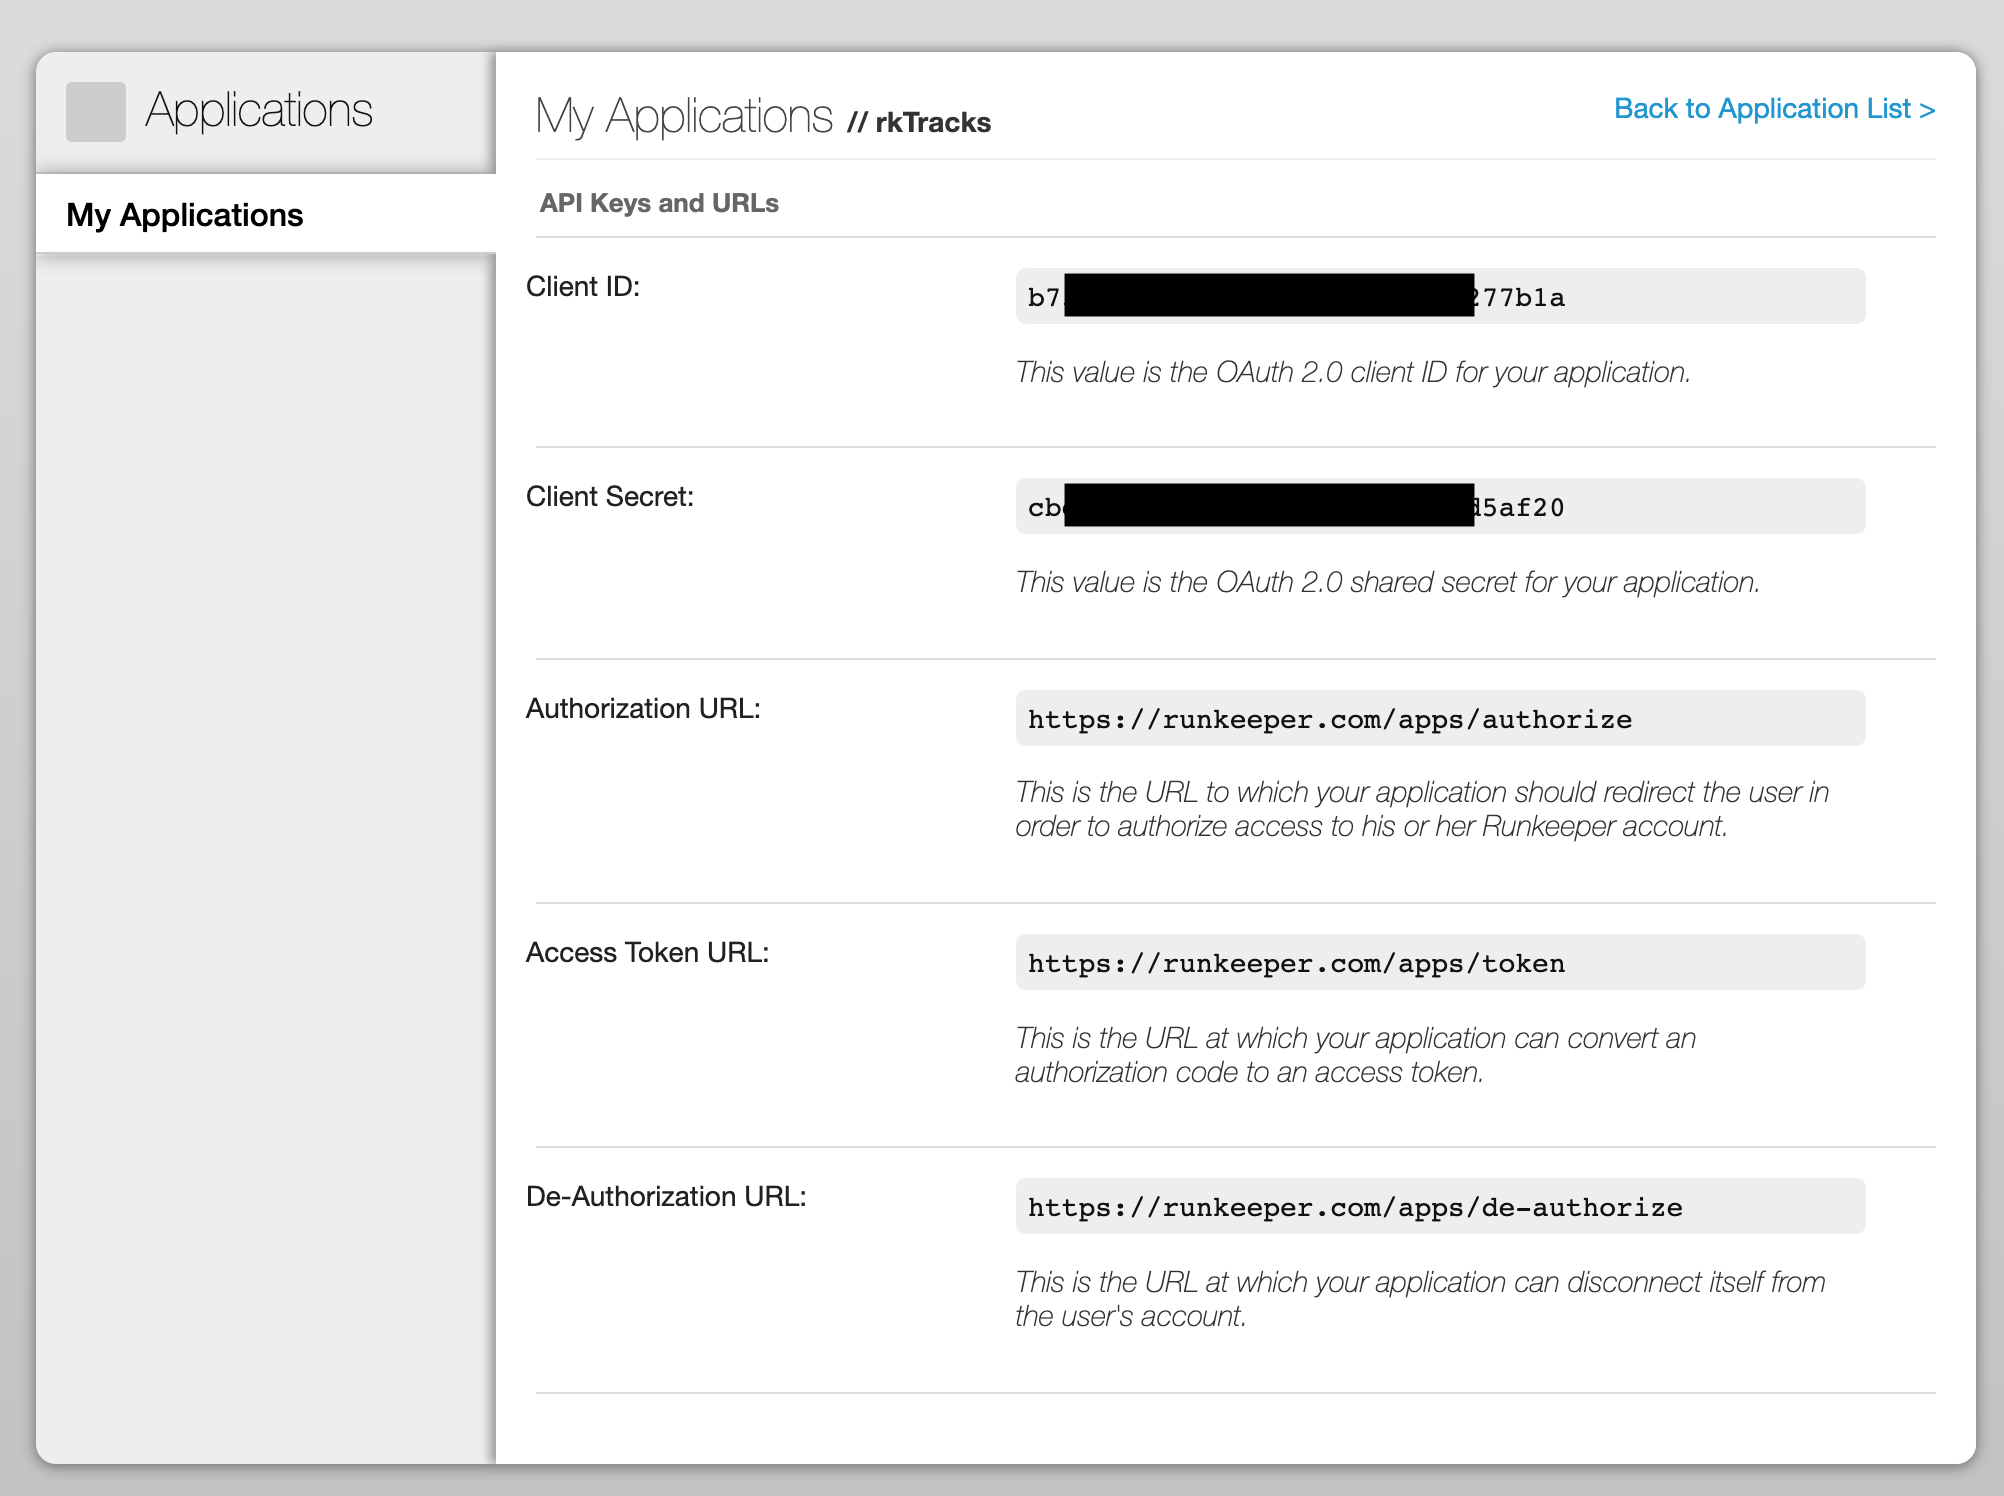 Applications
My Applications
My Applications // rkTracks
Back to Application List >
API Keys and URLs
Client ID:
b7 277b1a
This value is the OAuth 2.0 client ID for your application.
Client Secret:
cb d5af20
This value is the OAuth 2.0 shared secret for your application.
Authorization URL:
https://runkeeper.com/apps/authorize
This is the URL to which your application should redirect the user in
order to authorize access to his or her Runkeeper account.
Access Token URL:
https://runkeeper.com/apps/token
This is the URL at which your application can convert an
authorization code to an access token.
De-Authorization URL:
https://runkeeper.com/apps/de-authorize
This is the URL at which your application can disconnect itself from
the user's account.